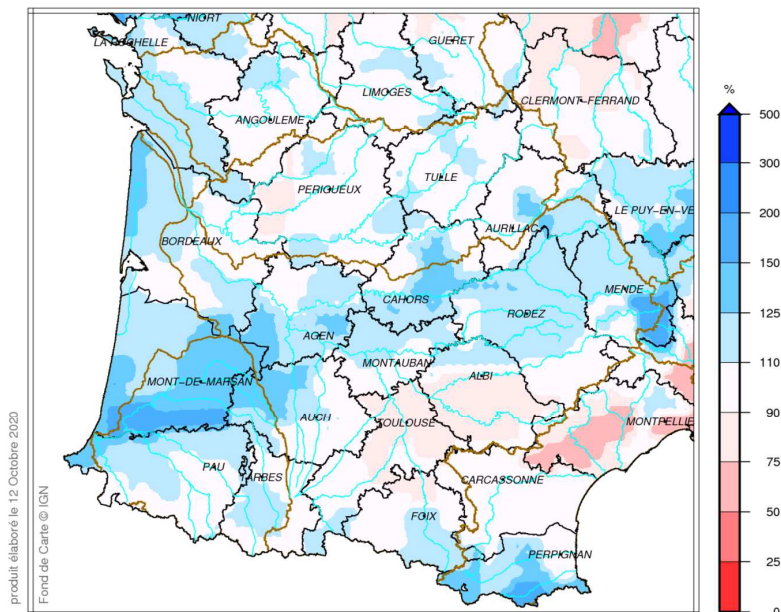 NIORT
LA ROCHELLE
GUERET
LIMOGES
CLERMONT-FERRAND
ANGOULEME
TULLE
PERIGUEUX
LE PUY-EN-VE
AURILLAC
BORDEAUX
MENDE
CAHORS
RODEZ
AGEN
MONTAUBAN
ALBI
MONT-DE-MARSAN
AUCH
TOULOUSE
MONTPELLIE
PAU
TARBES
CARCASSONNE
FOIX
PERPIGNAN
%
500
300
200
150
125
110
90
75
50
25
0
produit élaboré le 12 Octobre 2020
Fond de Carte © IGN